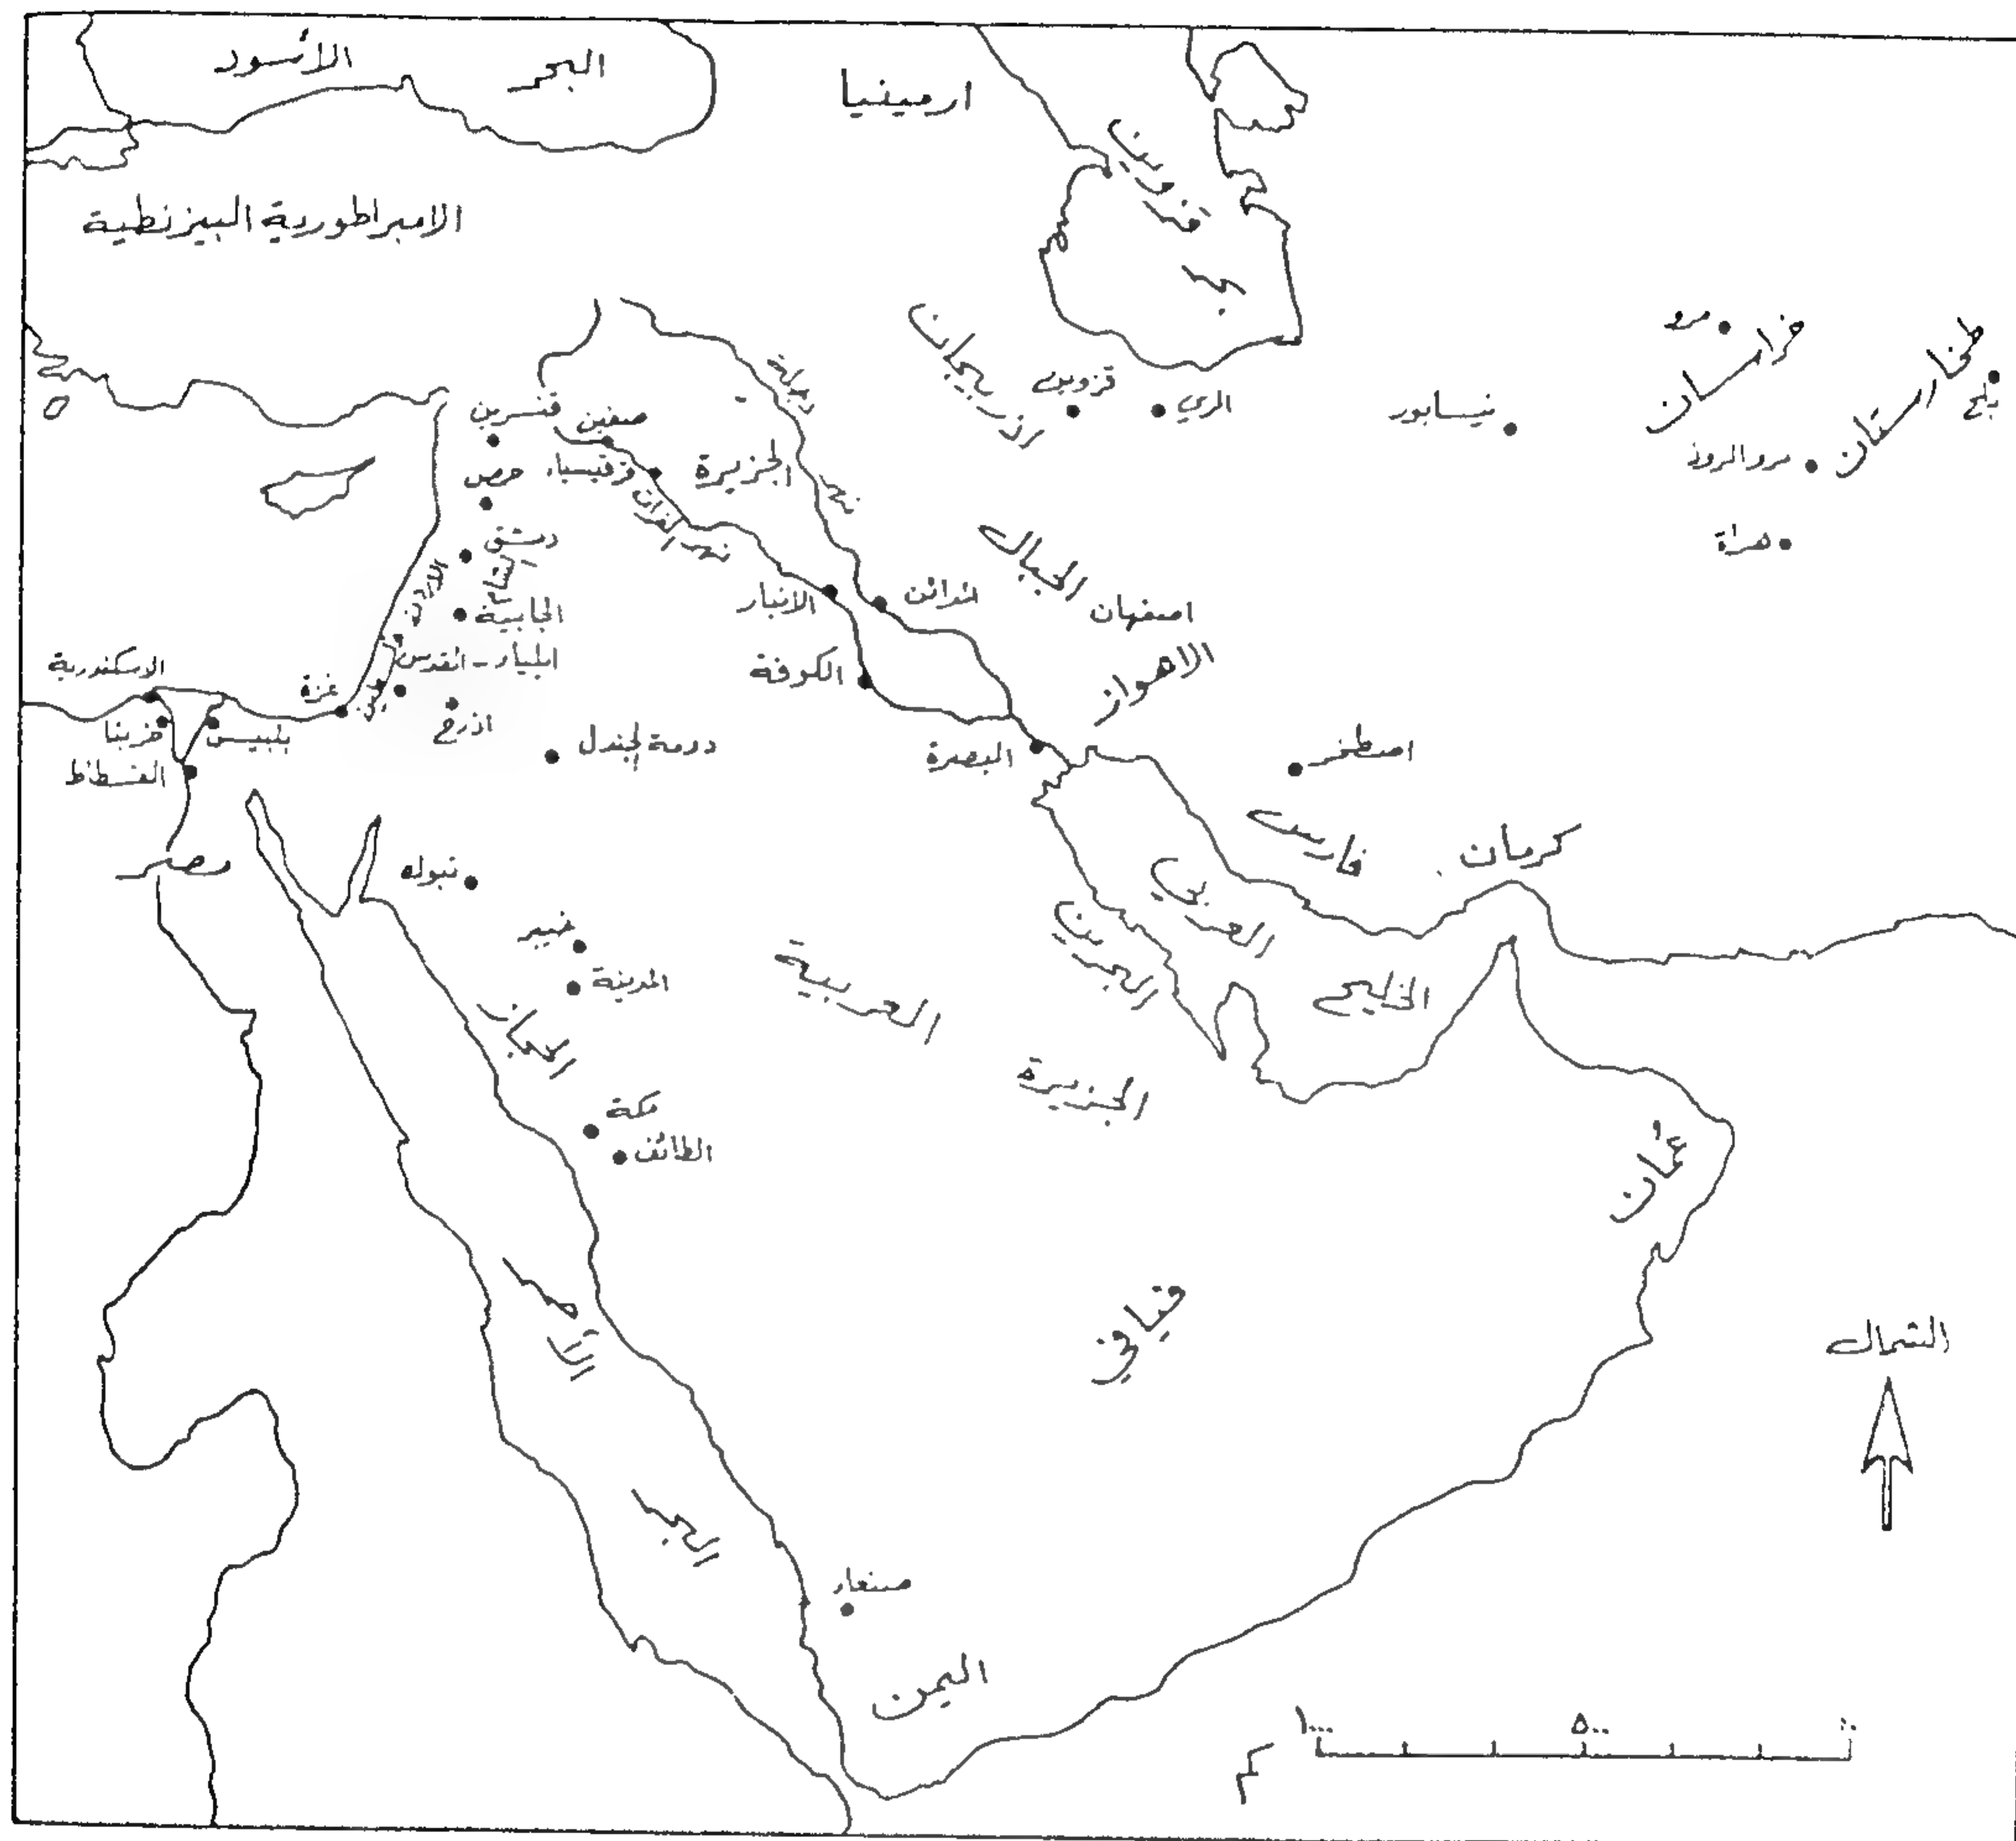 البحر الأسود
ارمينيا
بحر قزوين
الامبراطورية البيزنطية
اذربيجان
قزوين
الري
نيسابور
مرو
خراسان
طخارستان
بلخ
مرو الروذ
هراة
قنسرين
صفين
حمص
قرقيسياء
الجزيرة
نهر دجلة
نهر الفرات
دمشق
الشام
الاردن
الجابية
ايلياء - القدس
الانبار
المدائن
الجبال
اصفهان
الاهواز
الكوفة
الاسكندرية
خربتا
بلبيس
غزة
اذرح
الفسطاط
دومة الجندل
البصرة
اصطخر
فارس
كرمان
مصر
تبوك
خيبر
المدينة
الحجاز
الجزيرة العربية
البحرين
الخليج العربي
مكة
الطائف
عمان
البحر الأحمر
فيافي
الشمال
صنعاء
اليمن
١٠٠٠
٥٠٠
كم